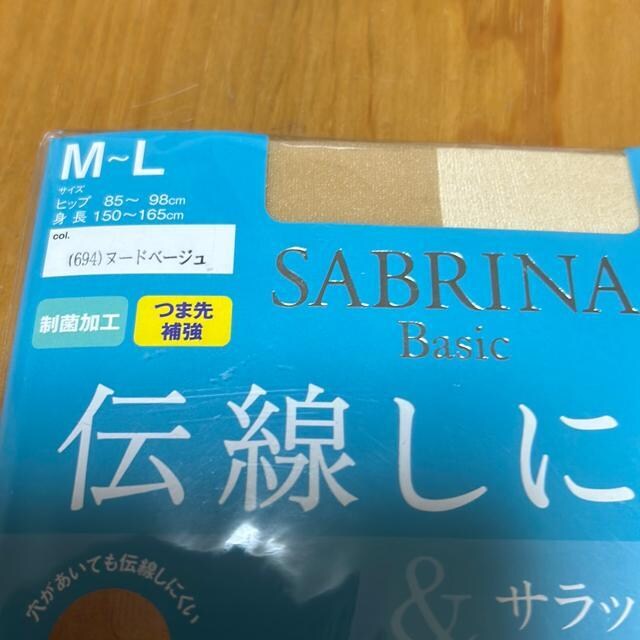 M～L
サイズ
ヒップ 85～ 98cm
身長 150～165cm
col.
(694)ヌードベージュ
SABRINA
Basic
制菌加工
つま先
補強
伝線しに
穴があいても伝線しにくい
& サラッ